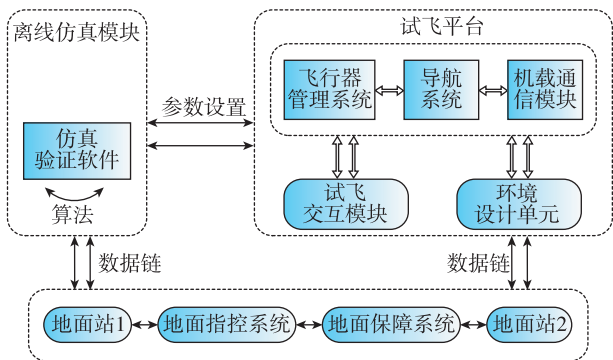 离线仿真模块
仿真
验证软件
算法
参数设置
试飞平台
飞行器
管理系统
导航
系统
机载通
信模块
试飞
交互模块
环境
设计单元
数据链
数据链
地面站1
地面指控系统
地面保障系统
地面站2